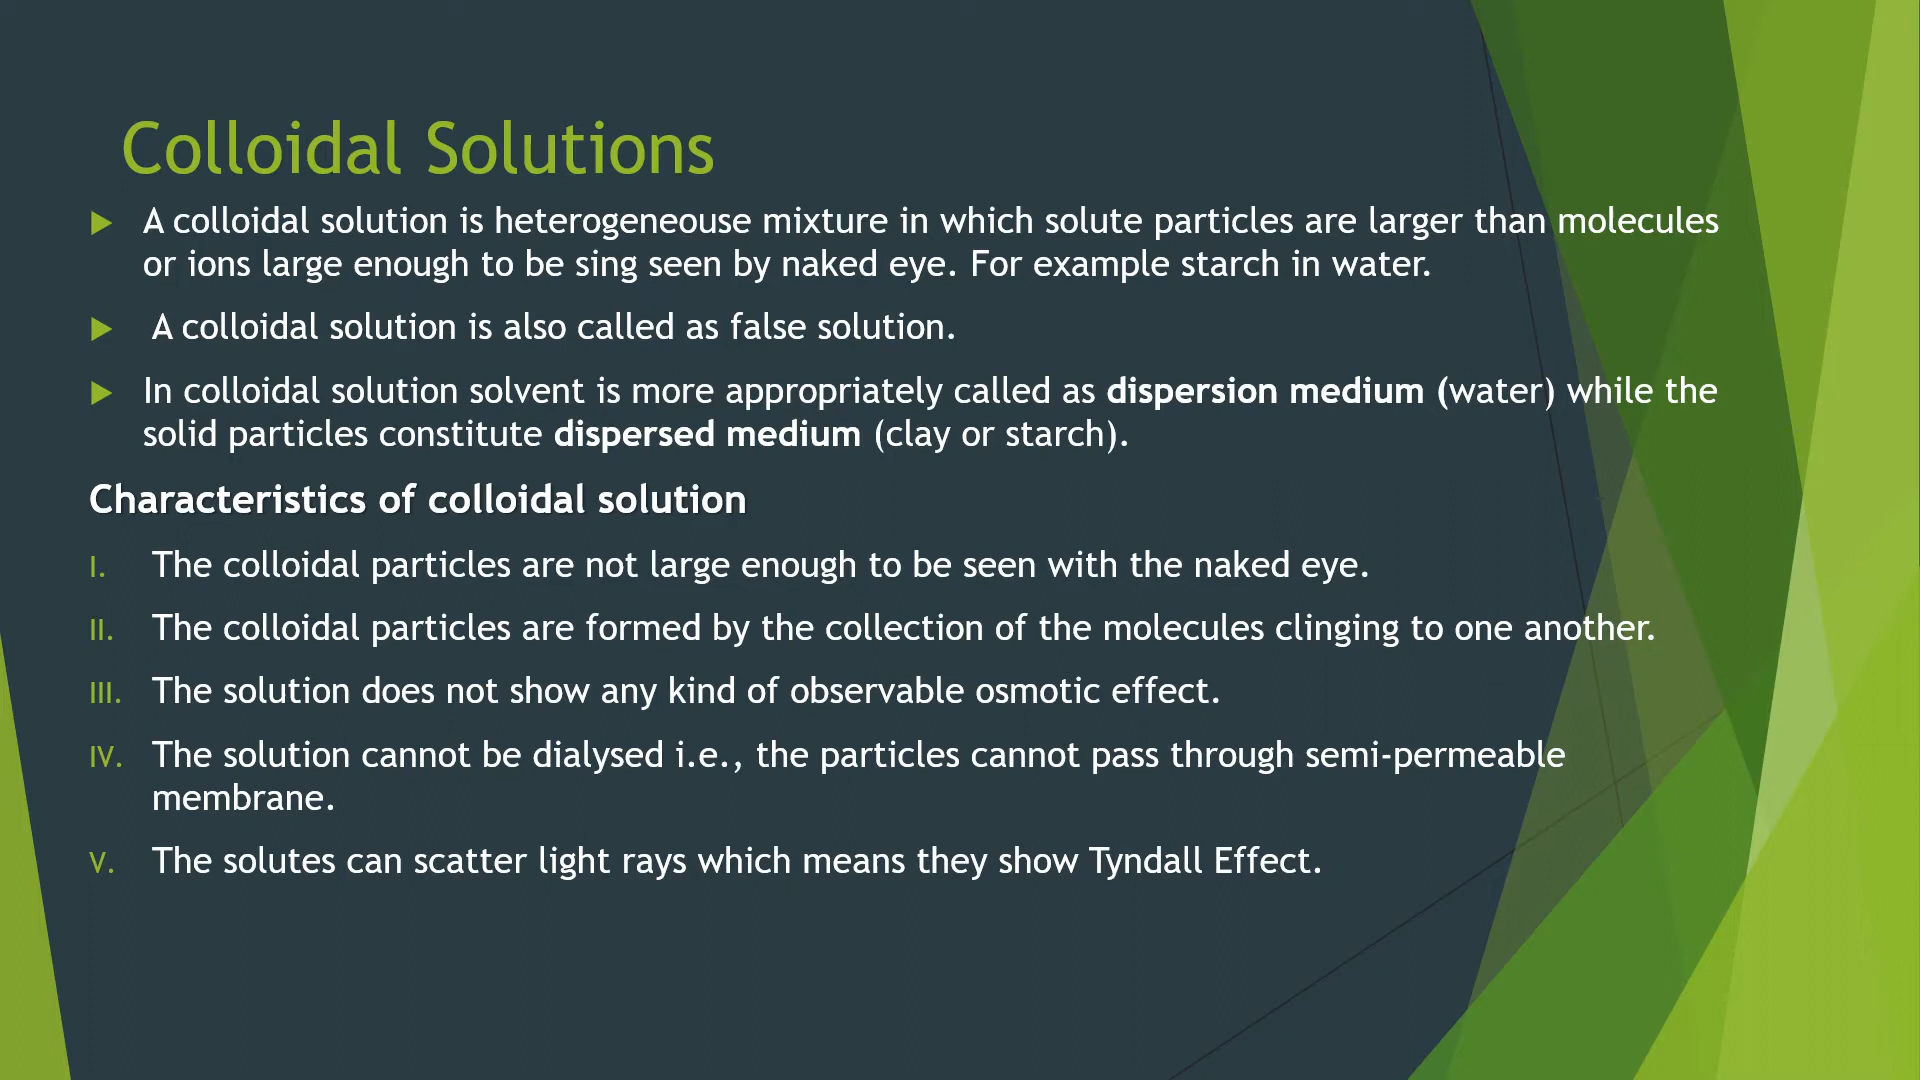 Colloidal Solutions
A colloidal solution is heterogeneouse mixture in which solute particles are larger than molecules
or ions large enough to be sing seen by naked eye. For example starch in water.
A colloidal solution is also called as false solution.
In colloidal solution solvent is more appropriately called as dispersion medium (water) while the
solid particles constitute dispersed medium (clay or starch).
Characteristics of colloidal solution
I. The colloidal particles are not large enough to be seen with the naked eye.
II. The colloidal particles are formed by the collection of the molecules clinging to one another.
III. The solution does not show any kind of observable osmotic effect.
IV. The solution cannot be dialysed i.e., the particles cannot pass through semi-permeable
membrane.
V. The solutes can scatter light rays which means they show Tyndall Effect.